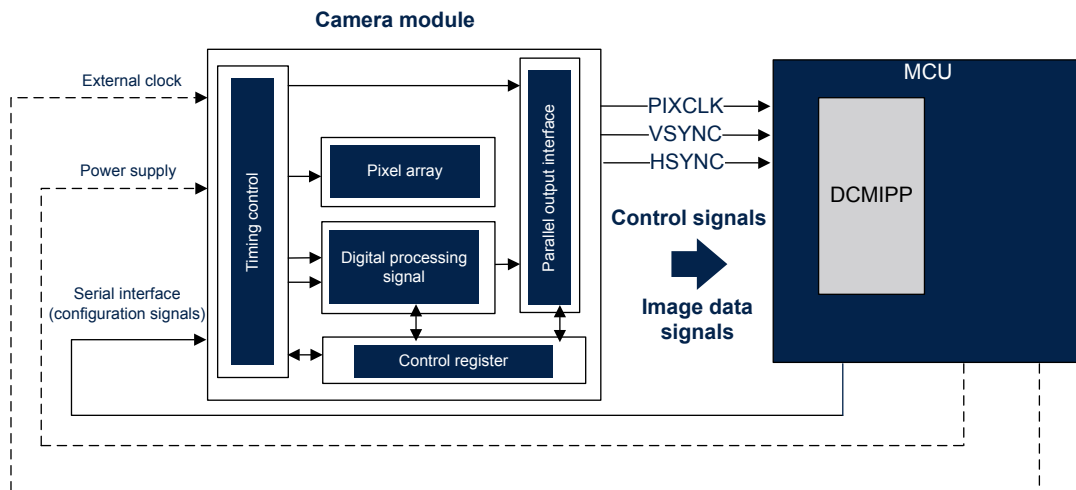 Camera module
External clock
Power supply
Serial interface
(configuration signals)
Timing control
Pixel array
Digital processing
signal
Control register
Parallel output interface
PIXCLK
VSYNC
HSYNC
Control signals
Image data
signals
MCU
DCMIPP